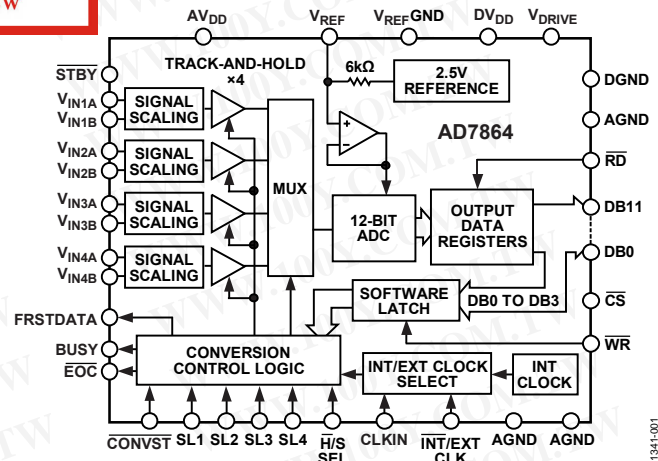 AVDD
VREF
VREFGND
DVDD
VDRIVE
STBY
TRACK-AND-HOLD
×4
6kΩ
2.5V
REFERENCE
DGND
VIN1A
VIN1B
SIGNAL
SCALING
AD7864
AGND
VIN2A
VIN2B
SIGNAL
SCALING
RD
MUX
VIN3A
VIN3B
SIGNAL
SCALING
12-BIT
ADC
OUTPUT
DATA
REGISTERS
DB11
VIN4A
VIN4B
SIGNAL
SCALING
DB0
SOFTWARE
LATCH
DB0 TO DB3
CS
FRSTDATA
WR
BUSY
EOC
CONVERSION
CONTROL LOGIC
INT/EXT CLOCK
SELECT
INT
CLOCK
CONVST
SL1
SL2
SL3
SL4
H/S
SEL
CLKIN
INT/EXT
CLK
AGND
AGND
1341-001
WWW.100Y.COM.TW